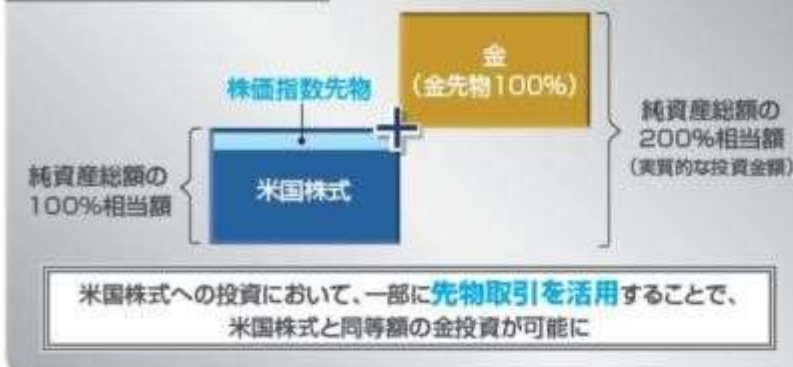 金
(金先物100%)
株価指数先物
純資産総額の
200%相当額
(実質的な投資金額)
純資産総額の
100%相当額
米国株式
米国株式への投資において、一部に先物取引を活用することで、
米国株式と同等額の金投資が可能に